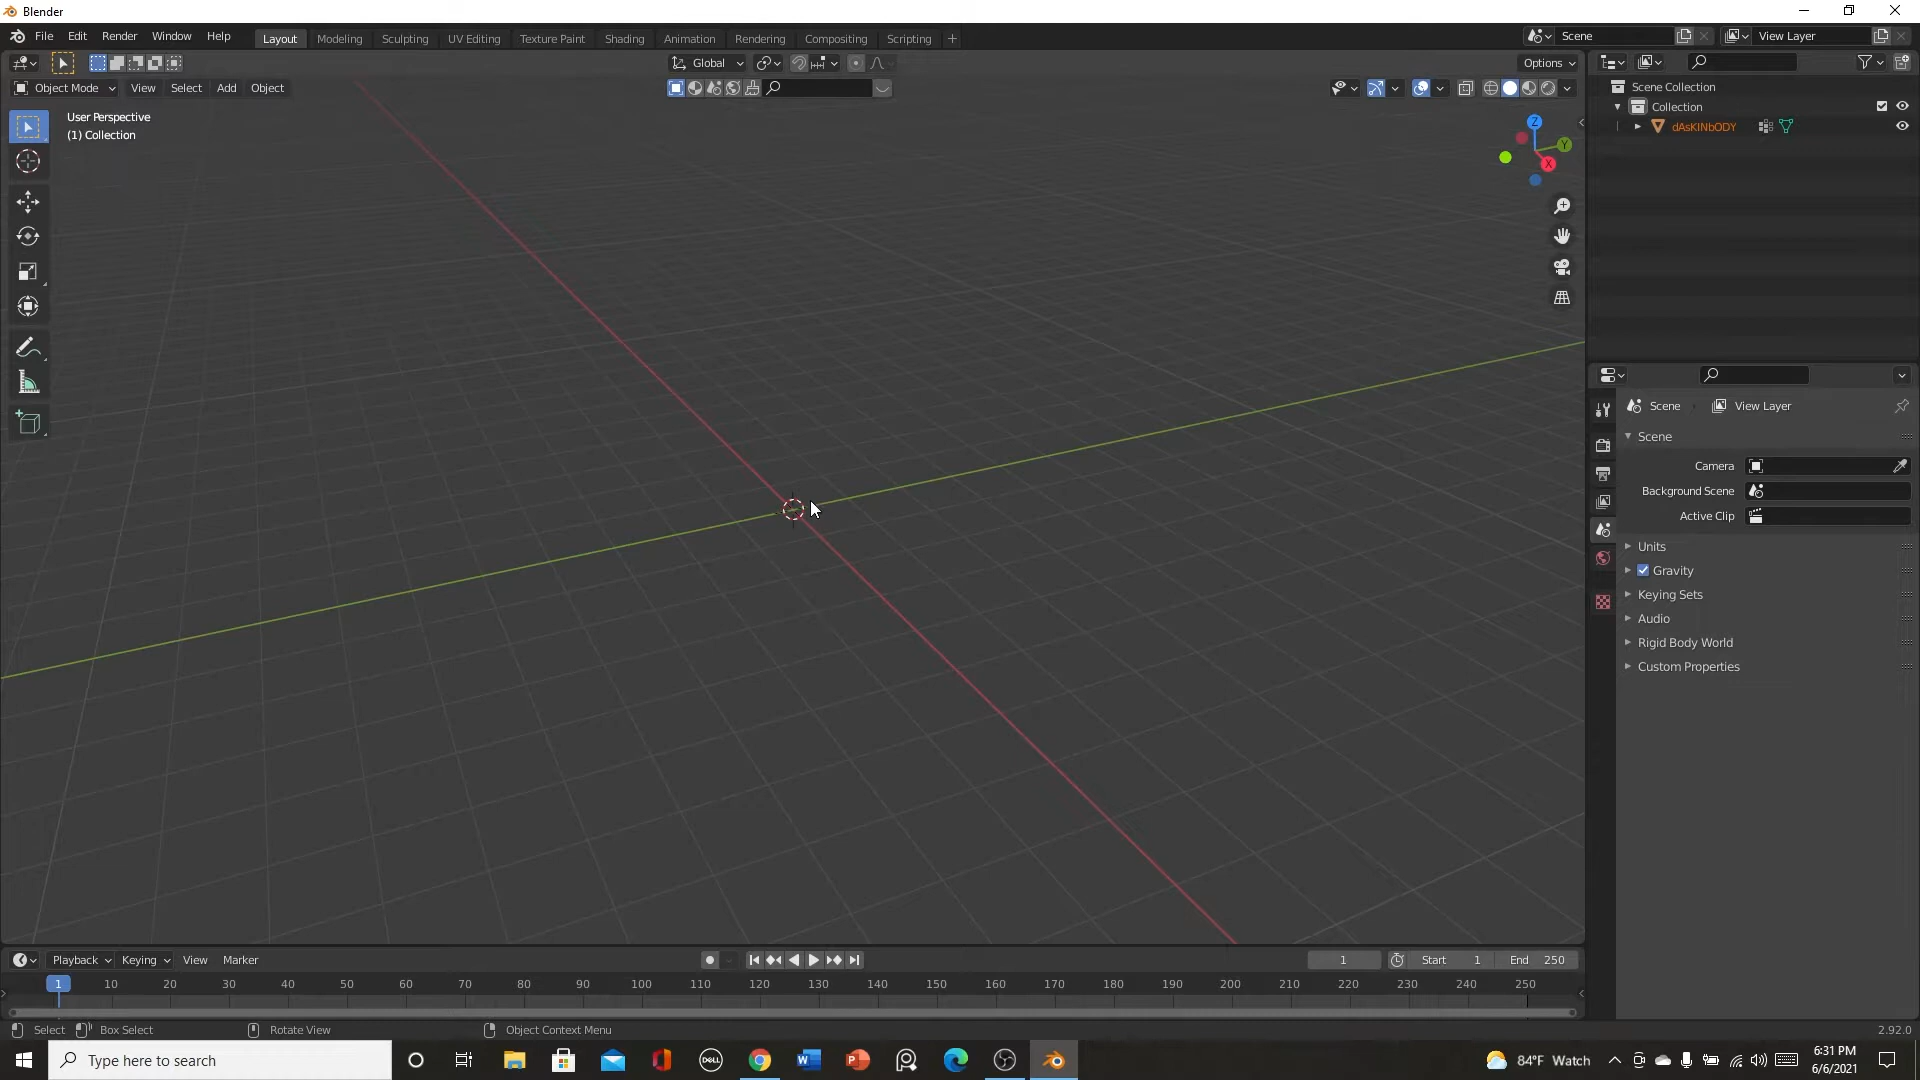 Blender
File Edit Render Window Help Layout Modeling Sculpting UV Editing Texture Paint Shading Animation Rendering Compositing Scripting + Scene View Layer
Global Options
Object Mode View Select Add Object
User Perspective
(1) Collection
Z
Y
X
Scene Collection
Collection
dAsKINbODY
Scene View Layer
Scene
Camera
Background Scene
Active Clip
Units
Gravity
Keying Sets
Audio
Rigid Body World
Custom Properties
Playback Keying View Marker 1 Start 1 End 250
1 10 20 30 40 50 60 70 80 90 100 110 120 130 140 150 160 170 180 190 200 210 220 230 240 250
Select Box Select Rotate View Object Context Menu 2.92.0
Type here to search DELL 84°F Watch 6:31 PM
6/6/2021